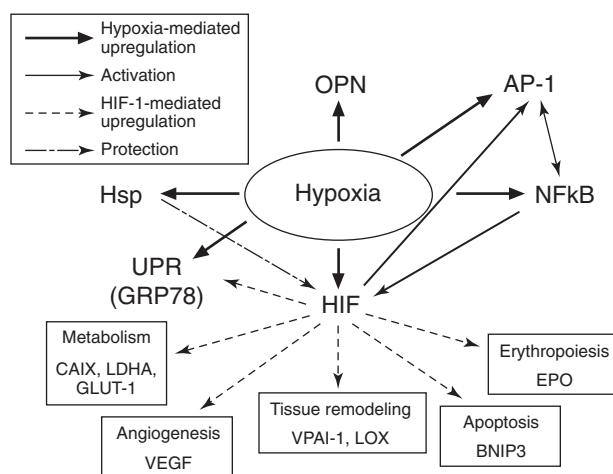 Hypoxia-mediated
upregulation
Activation
HIF-1-mediated
upregulation
Protection
OPN
AP-1
Hsp
Hypoxia
NFkB
UPR
(GRP78)
HIF
Metabolism
CAIX, LDHA,
GLUT-1
Angiogenesis
VEGF
Tissue remodeling
VPAI-1, LOX
Apoptosis
BNIP3
Erythropoiesis
EPO